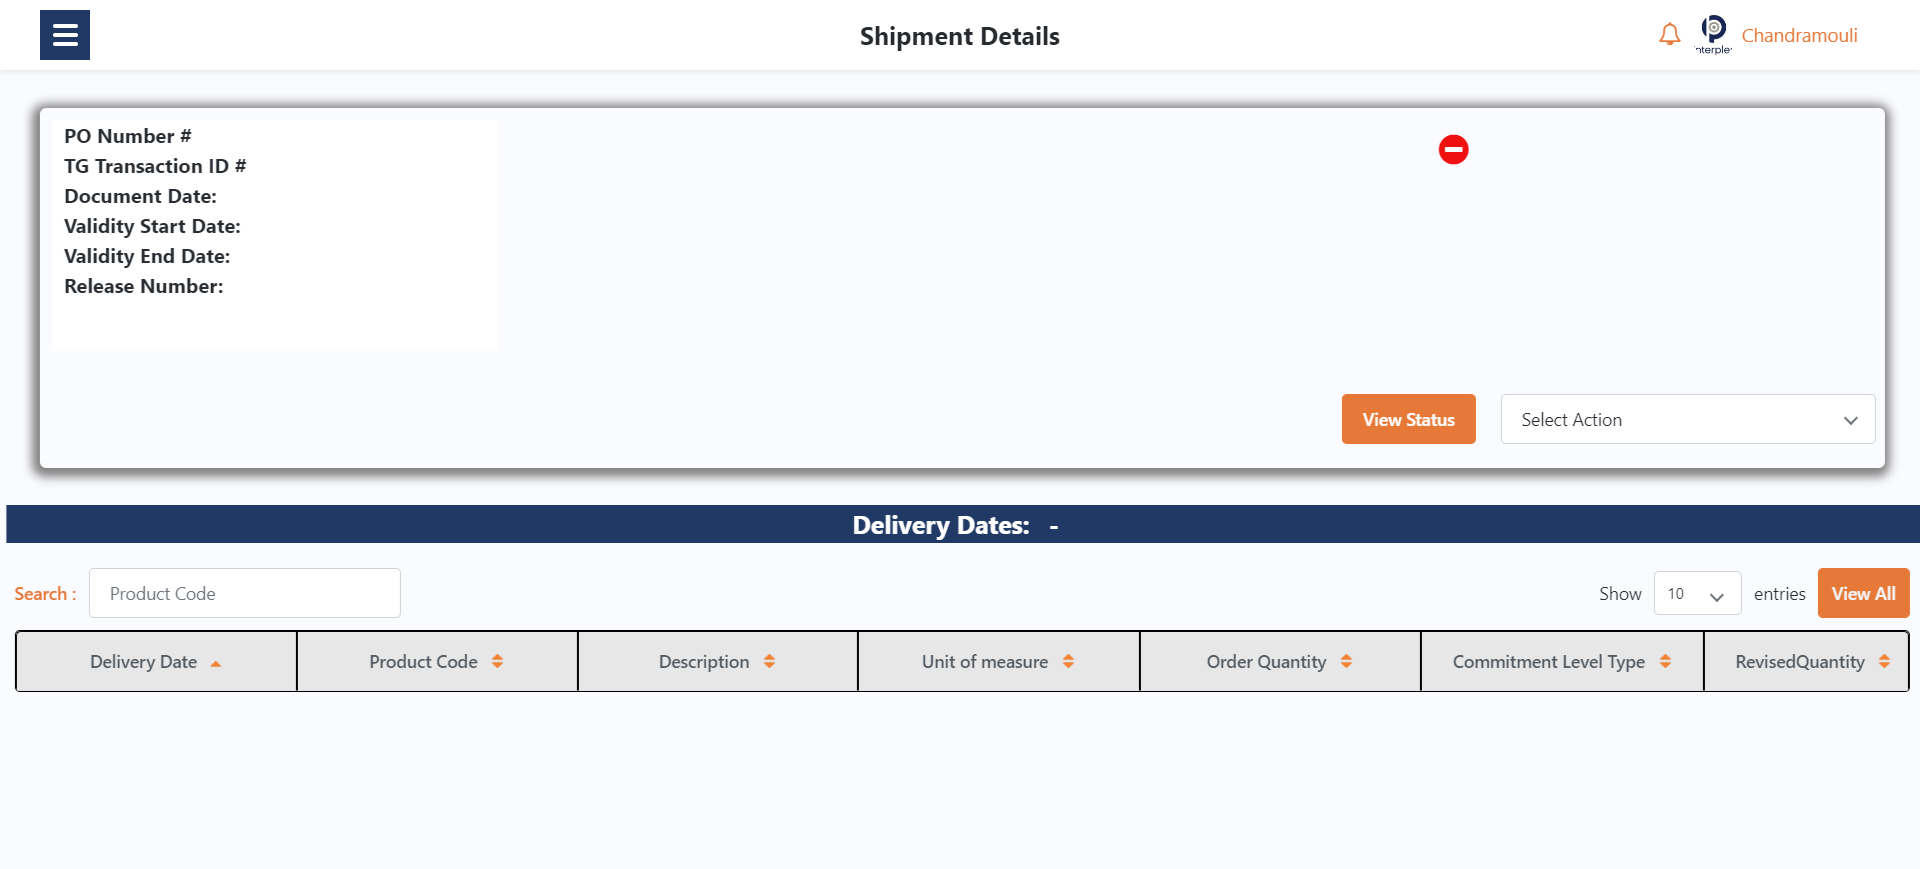 Shipment Details
nterple
Chandramouli
PO Number #
TG Transaction ID #
Document Date:
Validity Start Date:
Validity End Date:
Release Number:
View Status
Select Action
Delivery Dates: -
Search :
Product Code
Show 10 entries
View All
Delivery Date Product Code Description Unit of measure Order Quantity Commitment Level Type RevisedQuantity